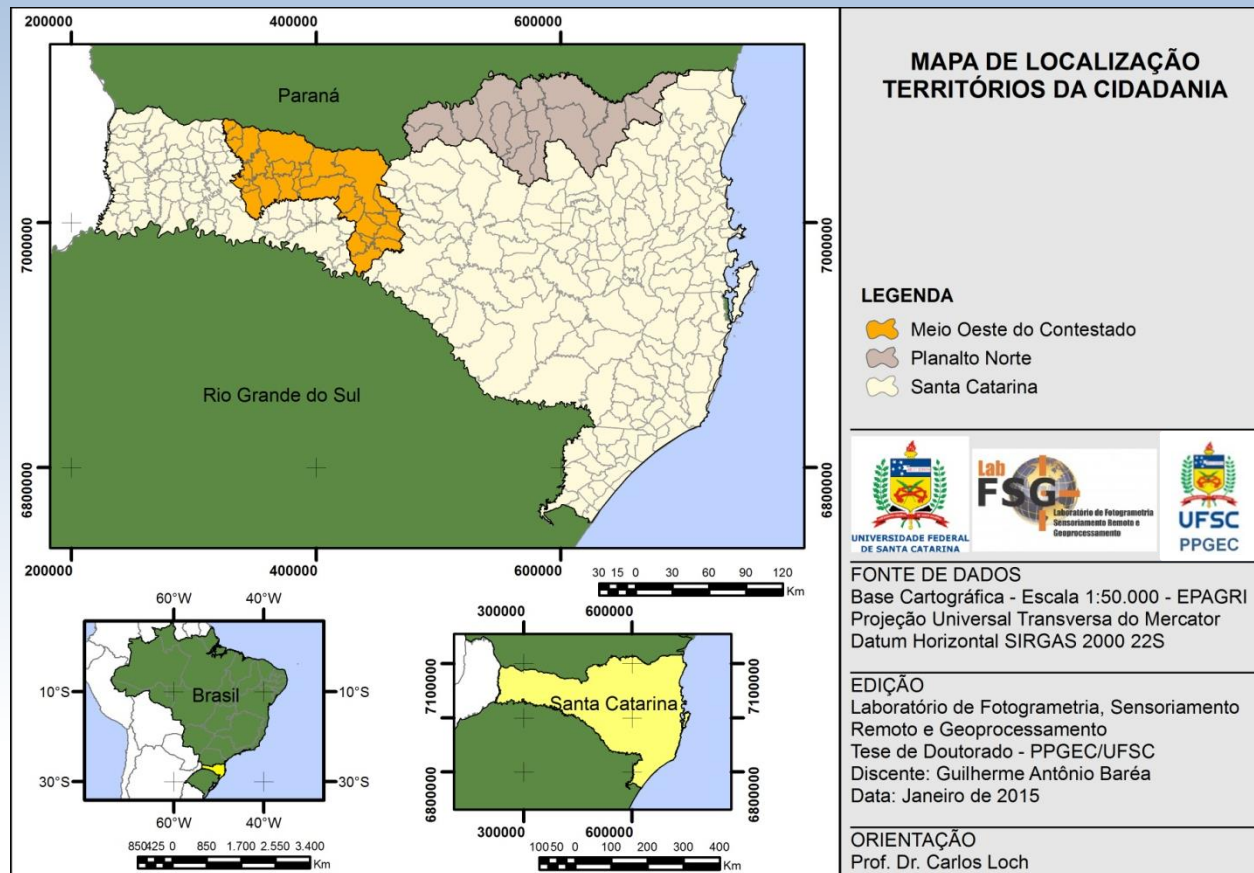 200000 400000 600000
Paraná
Rio Grande do Sul
7000000
6800000
7000000
6800000
200000 400000 600000
30 15 0 30 60 90 120
Km
60°W 40°W
10°S
30°S
Brasil
10°S
30°S
60°W 40°W
850425 0 850 1.700 2.550 3.400
Km
300000 600000
7100000
6800000
Santa Catarina
7100000
6800000
300000 600000
10050 0 100 200 300 400
Km
MAPA DE LOCALIZAÇÃO
TERRITÓRIOS DA CIDADANIA
LEGENDA
Meio Oeste do Contestado
Planalto Norte
Santa Catarina
UNIVERSIDADE FEDERAL
DE SANTA CATARINA
Lab
FSG
Laboratório de Fotogrametria
Sensoriamento Remoto e
Geoprocessamento
UFSC
PPGEC
FONTE DE DADOS
Base Cartográfica - Escala 1:50.000 - EPAGRI
Projeção Universal Transversa do Mercator
Datum Horizontal SIRGAS 2000 22S
EDIÇÃO
Laboratório de Fotogrametria, Sensoriamento
Remoto e Geoprocessamento
Tese de Doutorado - PPGEC/UFSC
Discente: Guilherme Antônio Baréa
Data: Janeiro de 2015
ORIENTAÇÃO
Prof. Dr. Carlos Loch